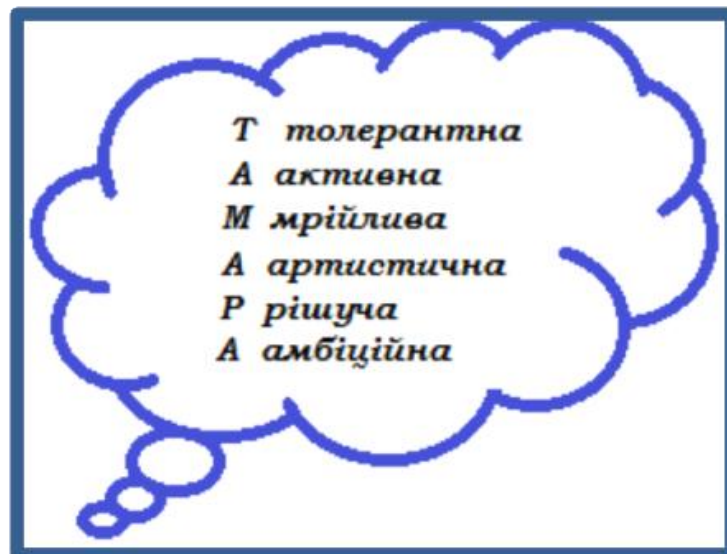 Т толерантна
А активна
М мрійлива
А артистична
Р рішуча
А амбіційна